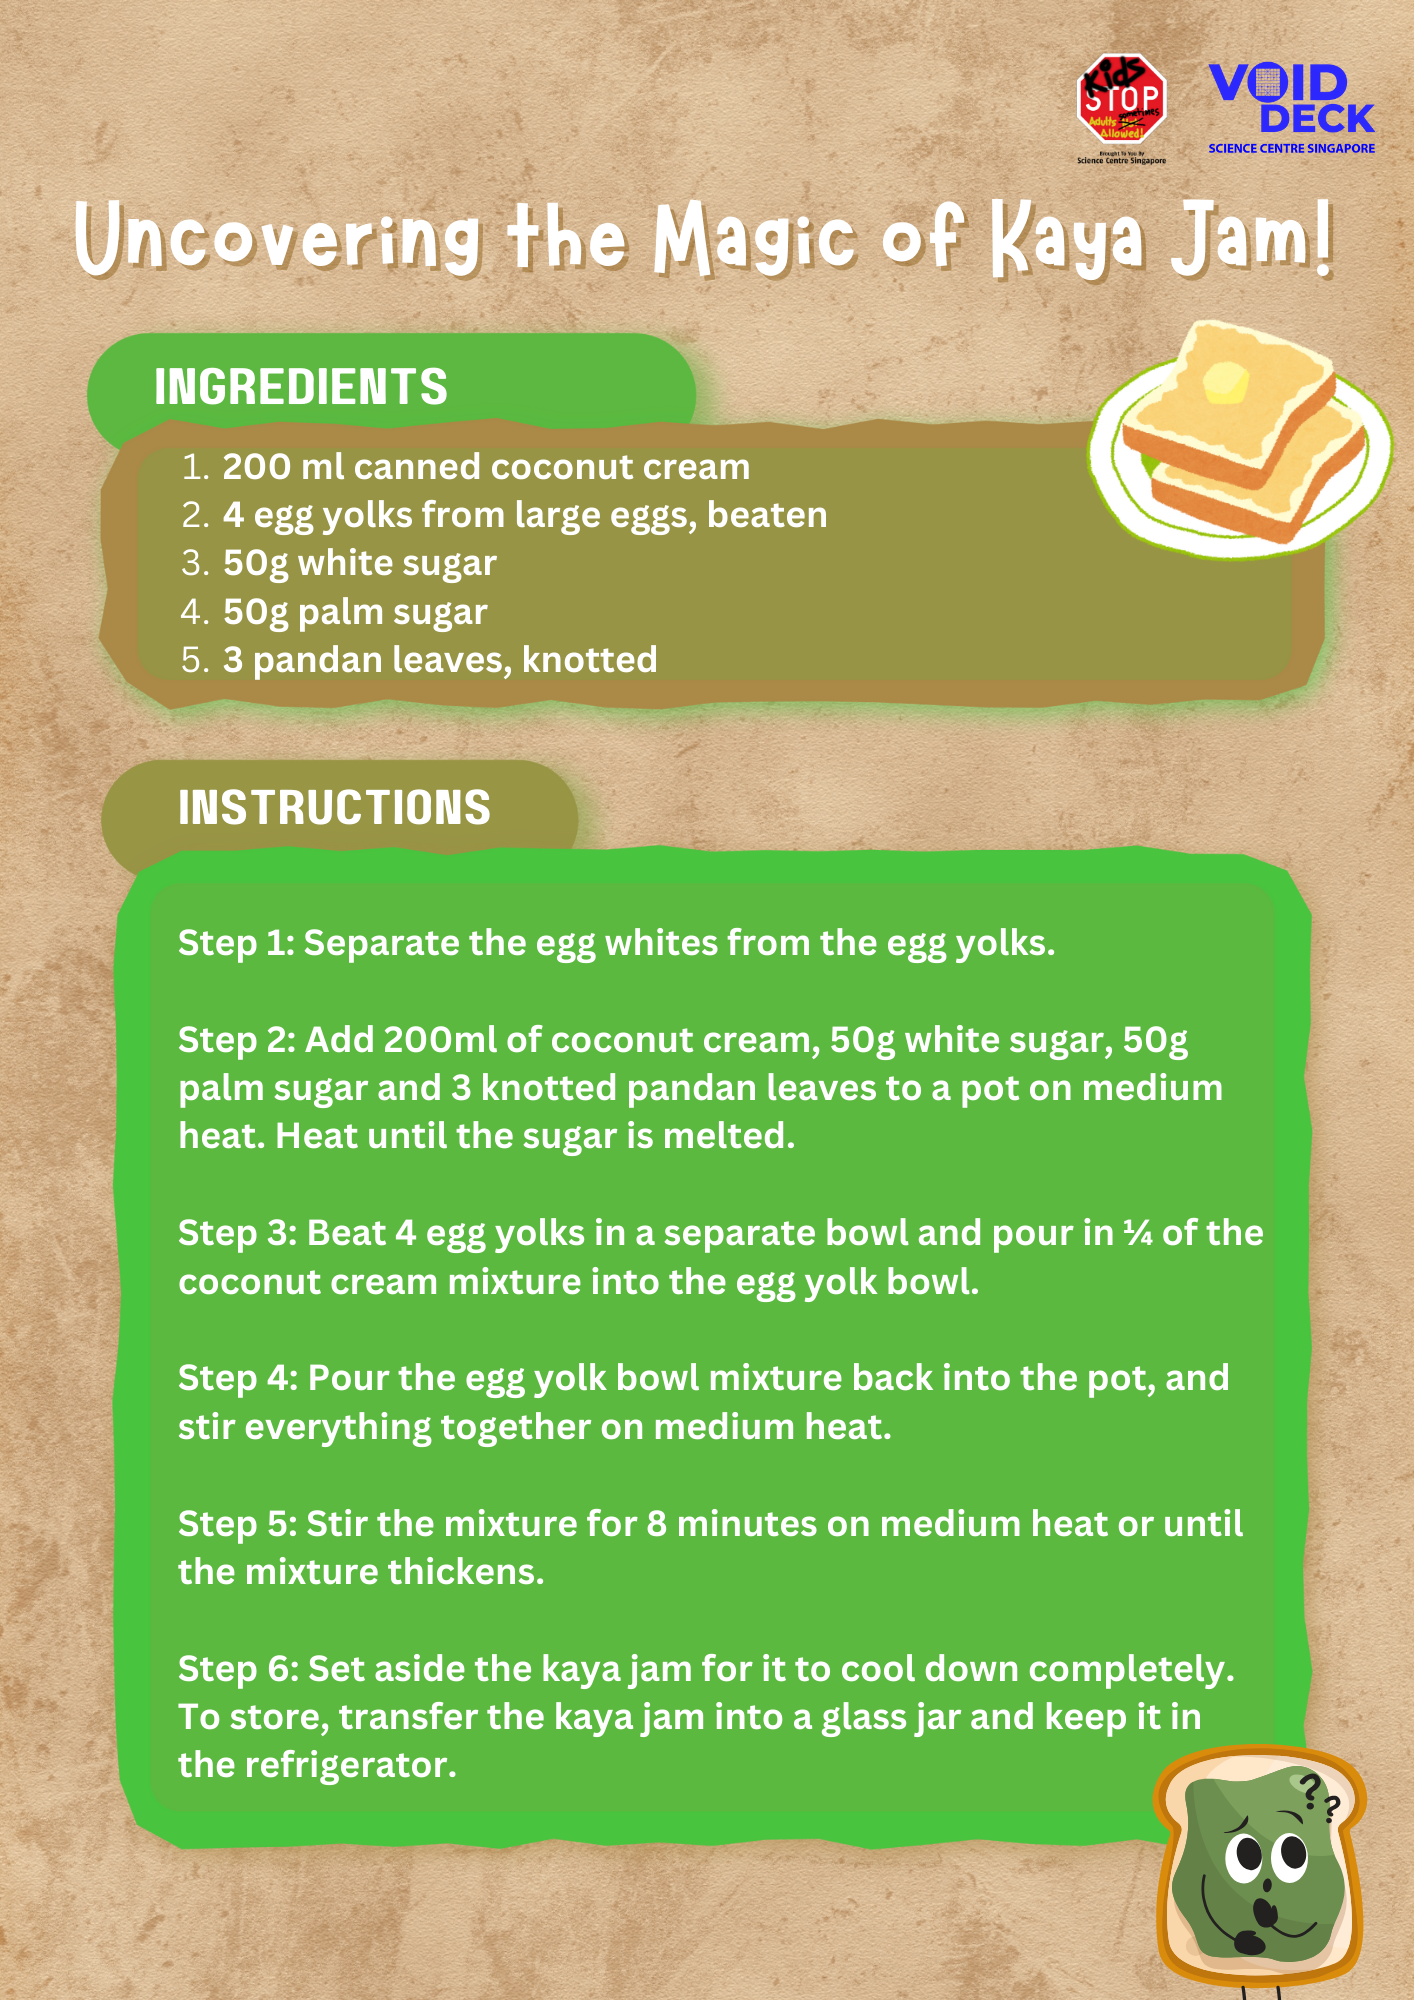 Kids
STOP
sometimes
Adults
Allowed!
Brought To You By
Science Centre Singapore
VOID
DECK
SCIENCE CENTRE SINGAPORE
Uncovering the Magic of Kaya Jam!
INGREDIENTS
1. 200 ml canned coconut cream
2. 4 egg yolks from large eggs, beaten
3. 50g white sugar
4. 50g palm sugar
5. 3 pandan leaves, knotted
INSTRUCTIONS
Step 1: Separate the egg whites from the egg yolks.
Step 2: Add 200ml of coconut cream, 50g white sugar, 50g
palm sugar and 3 knotted pandan leaves to a pot on medium
heat. Heat until the sugar is melted.
Step 3: Beat 4 egg yolks in a separate bowl and pour in ¼ of the
coconut cream mixture into the egg yolk bowl.
Step 4: Pour the egg yolk bowl mixture back into the pot, and
stir everything together on medium heat.
Step 5: Stir the mixture for 8 minutes on medium heat or until
the mixture thickens.
Step 6: Set aside the kaya jam for it to cool down completely.
To store, transfer the kaya jam into a glass jar and keep it in
the refrigerator.
??